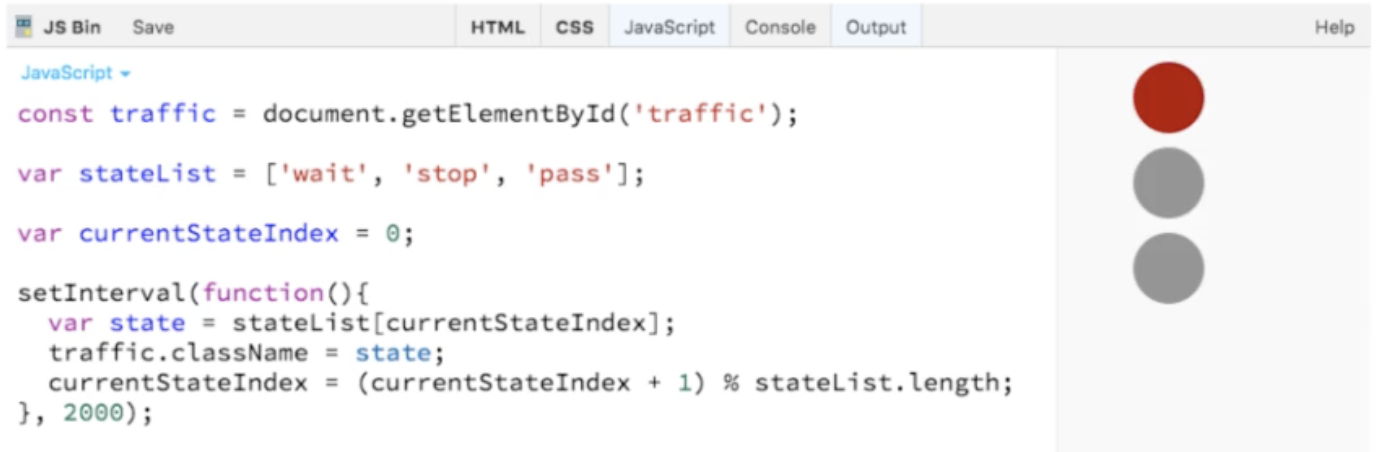 JS Bin Save HTML CSS JavaScript Console Output Help
JavaScript
const traffic = document.getElementById('traffic');
var stateList = ['wait', 'stop', 'pass'];
var currentStateIndex = 0;
setInterval(function(){
  var state = stateList[currentStateIndex];
  traffic.className = state;
  currentStateIndex = (currentStateIndex + 1) % stateList.length;
}, 2000);